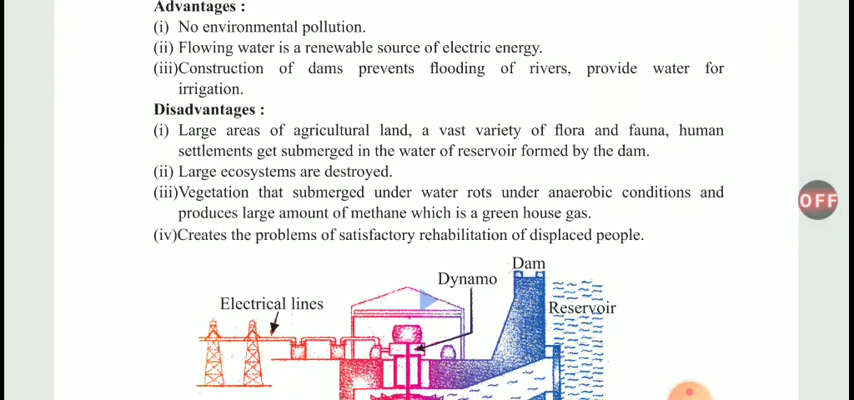 Advantages :
(i) No environmental pollution.
(ii) Flowing water is a renewable source of electric energy.
(iii)Construction of dams prevents flooding of rivers, provide water for
irrigation.
Disadvantages :
(i) Large areas of agricultural land, a vast variety of flora and fauna, human
settlements get submerged in the water of reservoir formed by the dam.
(ii) Large ecosystems are destroyed.
(iii)Vegetation that submerged under water rots under anaerobic conditions and
produces large amount of methane which is a green house gas.
(iv)Creates the problems of satisfactory rehabilitation of displaced people.
Dam
Dynamo
Electrical lines
Reservoir
OFF